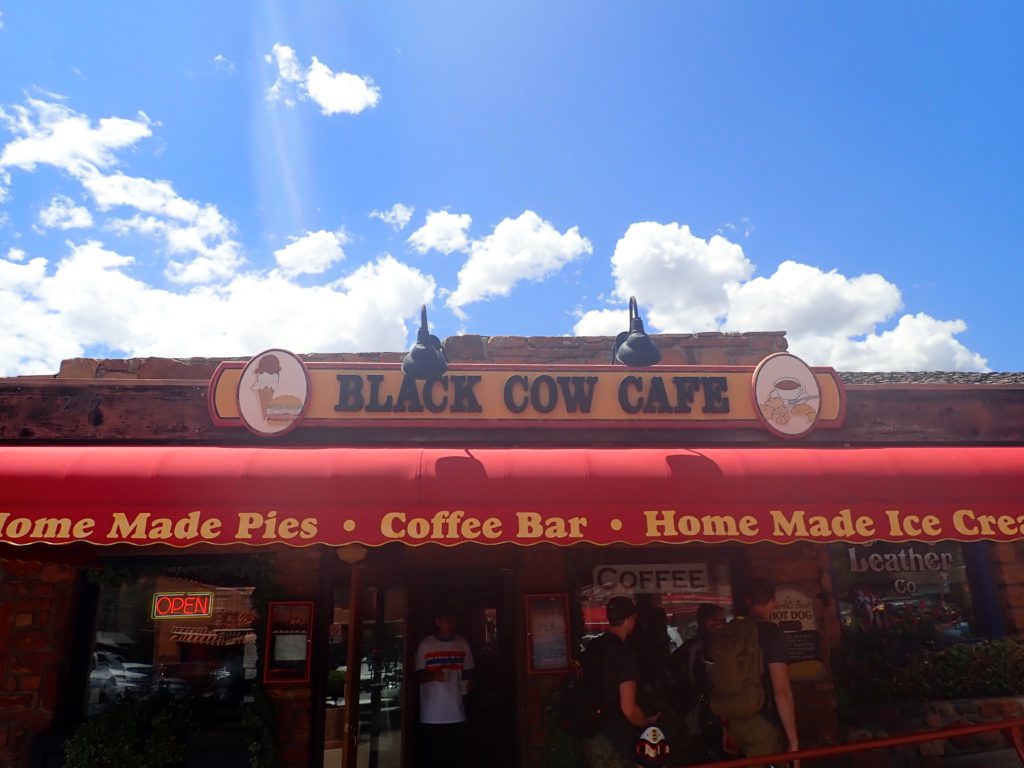 BLACK COW CAFE
Home Made Pies • Coffee Bar • Home Made Ice Crea
OPEN
COFFEE
Leather
Co
HOT DOG